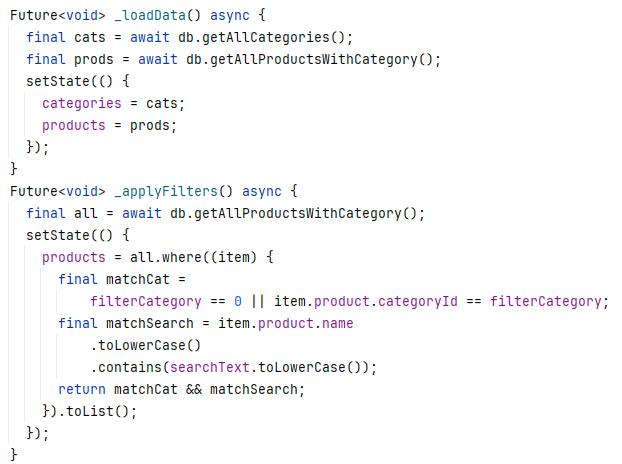 Future<void> _loadData() async {
  final cats = await db.getAllCategories();
  final prods = await db.getAllProductsWithCategory();
  setState(() {
    categories = cats;
    products = prods;
  });
}
Future<void> _applyFilters() async {
  final all = await db.getAllProductsWithCategory();
  setState(() {
    products = all.where((item) {
      final matchCat =
          filterCategory == 0 || item.product.categoryId == filterCategory;
      final matchSearch = item.product.name
          .toLowerCase()
          .contains(searchText.toLowerCase());
      return matchCat && matchSearch;
    }).toList();
  });
}